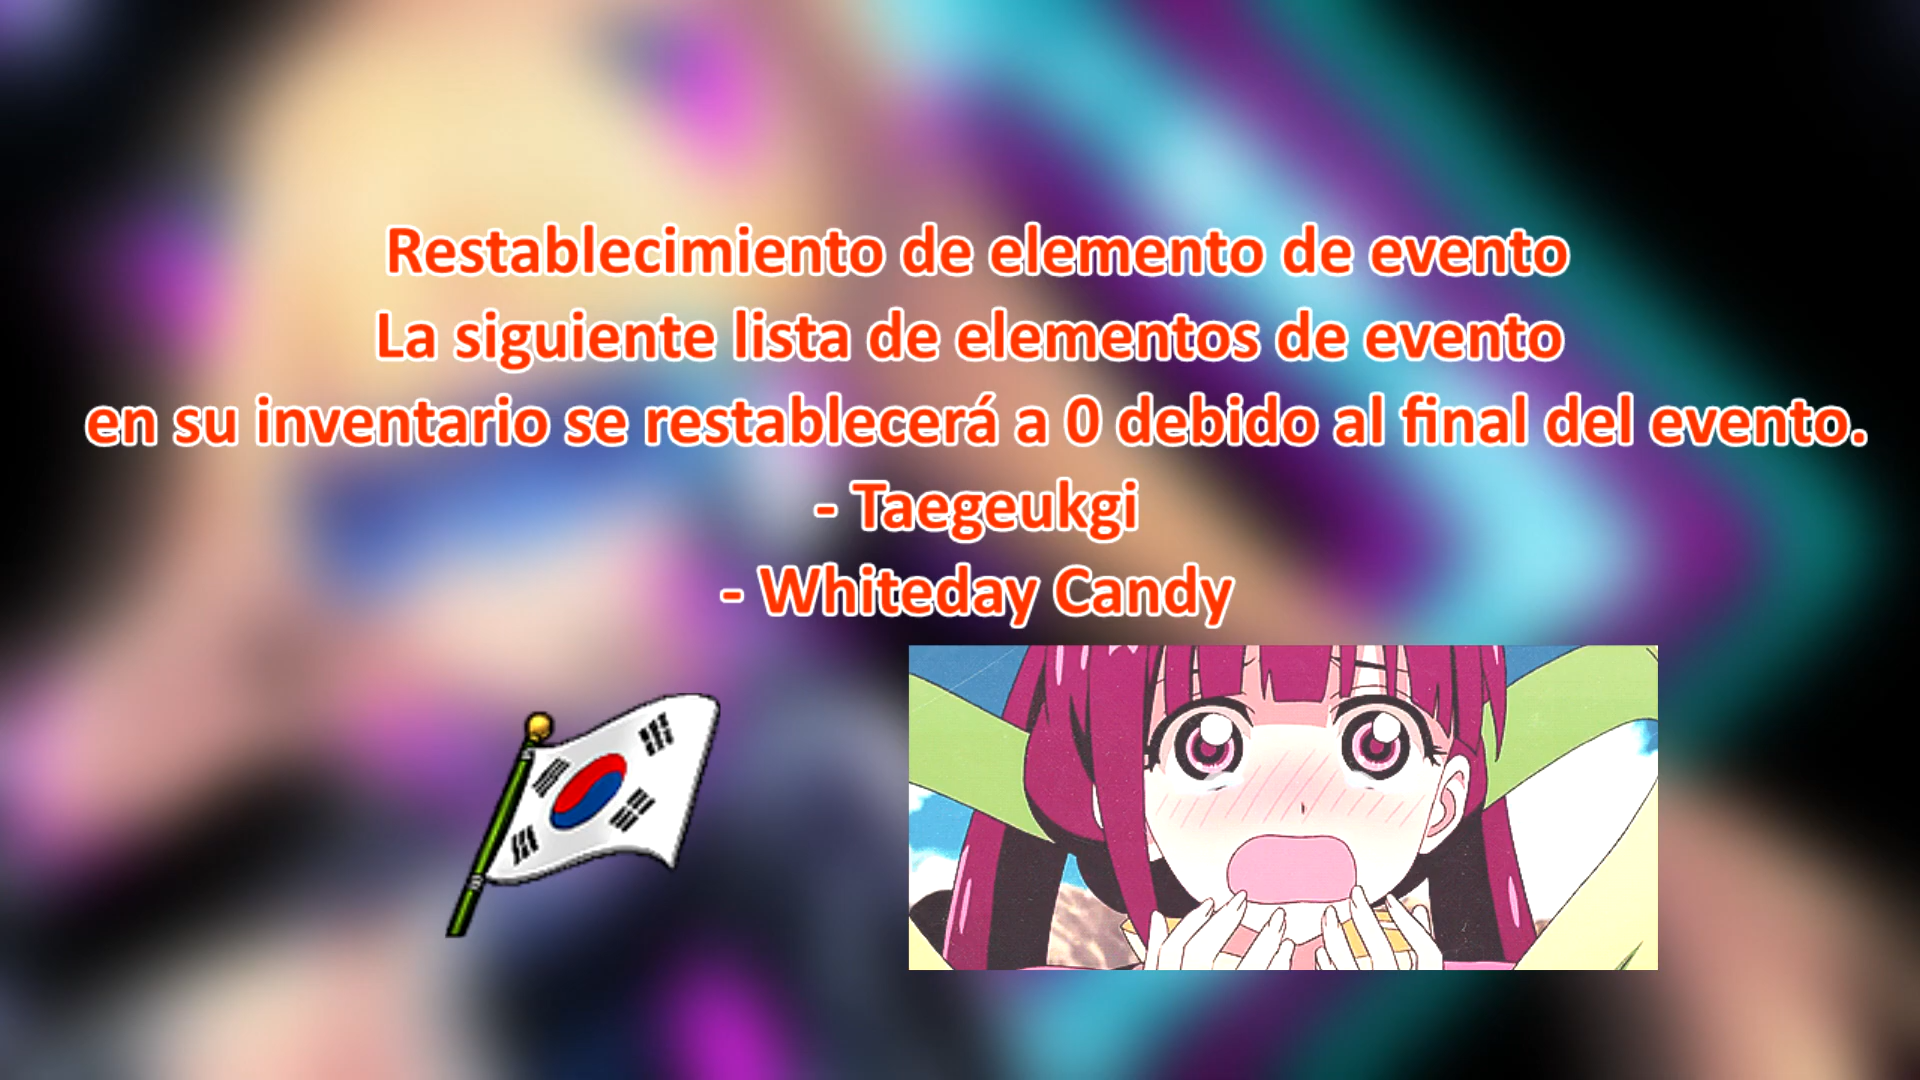 Restablecimiento de elemento de evento
La siguiente lista de elementos de evento
en su inventario se restablecerá a 0 debido al final del evento.
- Taegeukgi
- Whiteday Candy